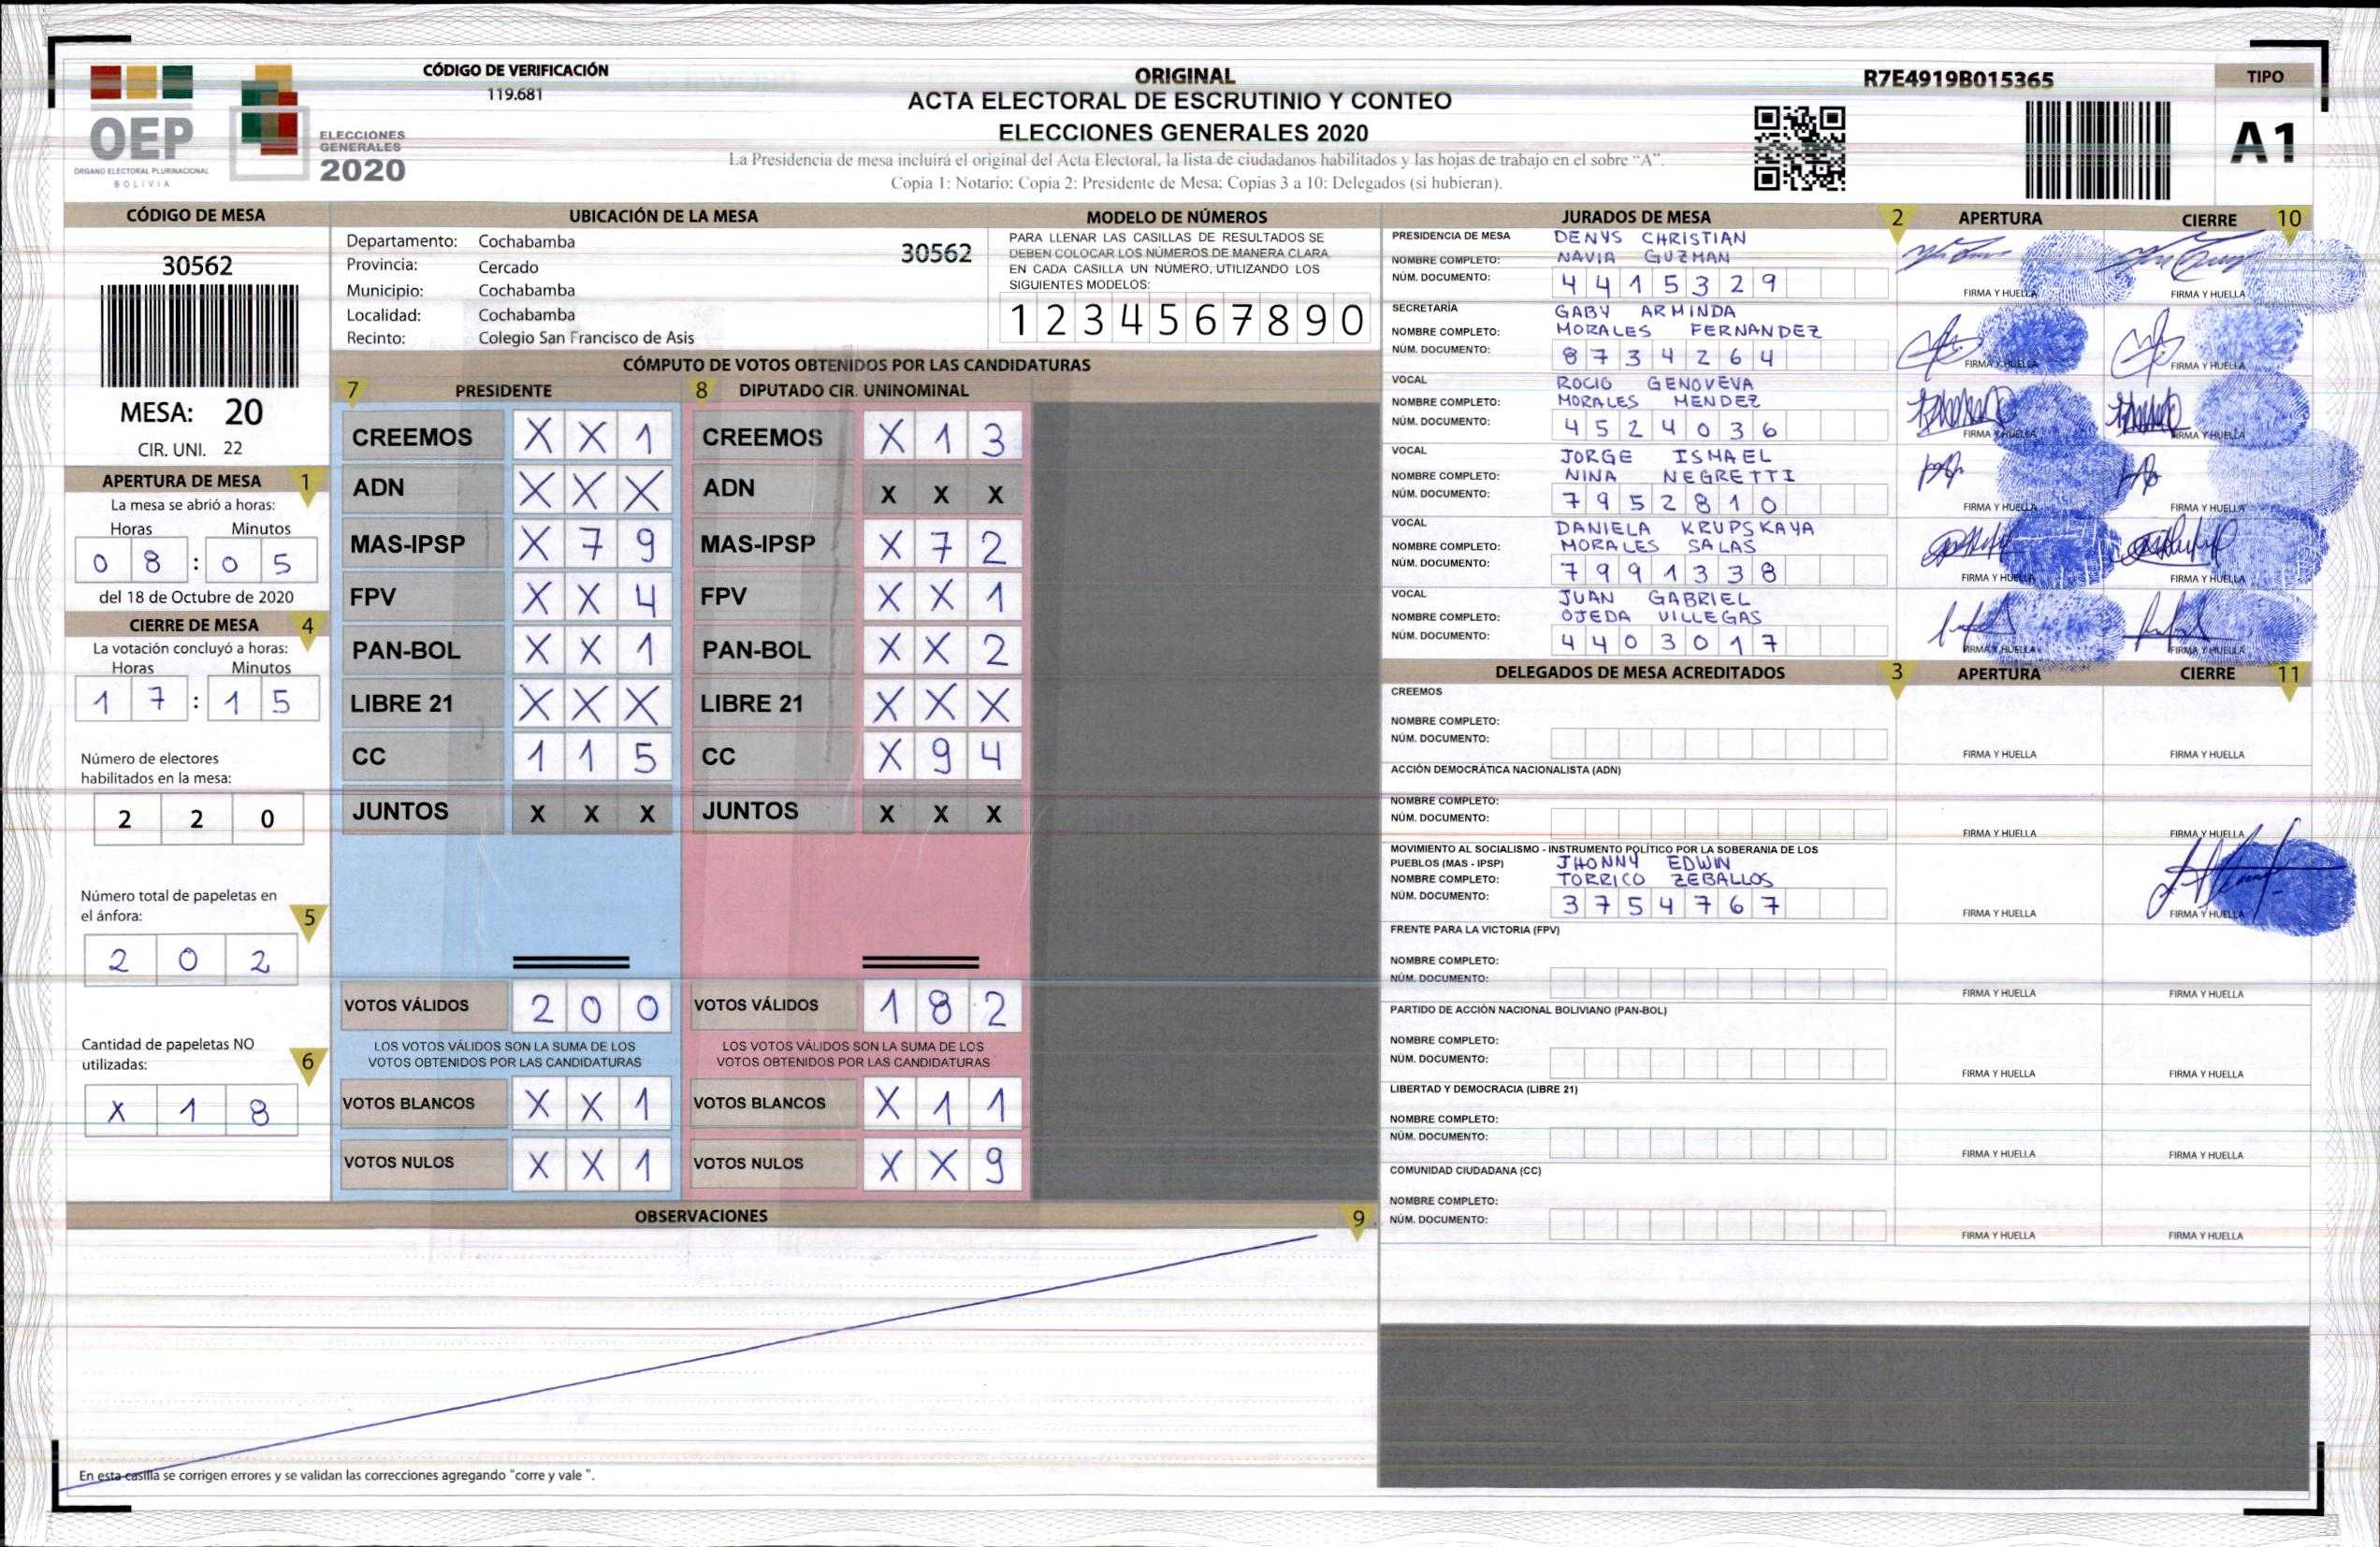 CÓDIGO DE VERIFICACIÓN
119.681
OEP
ÓRGANO ELECTORAL PLURINACIONAL
BOLIVIA
ELECCIONES
GENERALES
2020
ORIGINAL
ACTA ELECTORAL DE ESCRUTINIO Y CONTEO
ELECCIONES GENERALES 2020
La Presidencia de mesa incluirá el original del Acta Electoral, la lista de ciudadanos habilitados y las hojas de trabajo en el sobre "A".
Copia 1: Notario: Copia 2: Presidente de Mesa: Copias 3 a 10: Delegados (si hubieran).
R7E4919B015365
TIPO
A1
CÓDIGO DE MESA
30562
MESA: 20
CIR. UNI. 22
APERTURA DE MESA 1
La mesa se abrió a horas:
Horas Minutos
0 8 : 0 5
del 18 de Octubre de 2020
CIERRE DE MESA 4
La votación concluyó a horas:
Horas Minutos
1 7 : 1 5
Número de electores
habilitados en la mesa:
2 2 0
Número total de papeletas en
el ánfora: 5
2 0 2
Cantidad de papeletas NO
utilizadas: 6
X 1 8
UBICACIÓN DE LA MESA
Departamento: Cochabamba
30562
Provincia: Cercado
Municipio: Cochabamba
Localidad: Cochabamba
Recinto: Colegio San Francisco de Asis
MODELO DE NÚMEROS
PARA LLENAR LAS CASILLAS DE RESULTADOS SE
DEBEN COLOCAR LOS NÚMEROS DE MANERA CLARA,
EN CADA CASILLA UN NÚMERO, UTILIZANDO LOS
SIGUIENTES MODELOS:
1 2 3 4 5 6 7 8 9 0
CÓMPUTO DE VOTOS OBTENIDOS POR LAS CANDIDATURAS
7 PRESIDENTE
CREEMOS X X 1
ADN X X X
MAS-IPSP X 7 9
FPV X X 4
PAN-BOL X X 1
LIBRE 21 X X X
CC 1 1 5
JUNTOS X X X
VOTOS VÁLIDOS 2 0 0
LOS VOTOS VÁLIDOS SON LA SUMA DE LOS
VOTOS OBTENIDOS POR LAS CANDIDATURAS
VOTOS BLANCOS X X 1
VOTOS NULOS X X 1
8 DIPUTADO CIR. UNINOMINAL
CREEMOS X 1 3
ADN X X X
MAS-IPSP X 7 2
FPV X X 1
PAN-BOL X X 2
LIBRE 21 X X X
CC X 9 4
JUNTOS X X X
VOTOS VÁLIDOS 1 8 2
LOS VOTOS VÁLIDOS SON LA SUMA DE LOS
VOTOS OBTENIDOS POR LAS CANDIDATURAS
VOTOS BLANCOS X 1 1
VOTOS NULOS X X 9
OBSERVACIONES 9
En esta casilla se corrigen errores y se validan las correcciones agregando "corre y vale ".
JURADOS DE MESA 2 APERTURA CIERRE 10
PRESIDENCIA DE MESA DENYS CHRISTIAN
NOMBRE COMPLETO: NAVIA GUZMAN
NÚM. DOCUMENTO: 4 4 1 5 3 2 9
FIRMA Y HUELLA FIRMA Y HUELLA
SECRETARÍA GABY ARMINDA
NOMBRE COMPLETO: MORALES FERNANDEZ
NÚM. DOCUMENTO: 8 7 3 4 2 6 4
FIRMA Y HUELLA FIRMA Y HUELLA
VOCAL ROCIO GENOVEVA
NOMBRE COMPLETO: MORALES MENDEZ
NÚM. DOCUMENTO: 4 5 2 4 0 3 6
FIRMA Y HUELLA FIRMA Y HUELLA
VOCAL JORGE ISMAEL
NOMBRE COMPLETO: NINA NEGRETTI
NÚM. DOCUMENTO: 7 9 5 2 8 1 0
FIRMA Y HUELLA FIRMA Y HUELLA
VOCAL DANIELA KRUPSKAYA
NOMBRE COMPLETO: MORALES SALAS
NÚM. DOCUMENTO: 7 9 9 1 3 3 8
FIRMA Y HUELLA FIRMA Y HUELLA
VOCAL JUAN GABRIEL
NOMBRE COMPLETO: OJEDA VILLEGAS
NÚM. DOCUMENTO: 4 4 0 3 0 1 7
FIRMA Y HUELLA FIRMA Y HUELLA
DELEGADOS DE MESA ACREDITADOS 3 APERTURA CIERRE 11
CREEMOS
NOMBRE COMPLETO:
NÚM. DOCUMENTO:
FIRMA Y HUELLA FIRMA Y HUELLA
ACCIÓN DEMOCRÁTICA NACIONALISTA (ADN)
NOMBRE COMPLETO:
NÚM. DOCUMENTO:
FIRMA Y HUELLA FIRMA Y HUELLA
MOVIMIENTO AL SOCIALISMO - INSTRUMENTO POLÍTICO POR LA SOBERANIA DE LOS
PUEBLOS (MAS - IPSP) JHONNY EDWIN
NOMBRE COMPLETO: TORRICO ZEBALLOS
NÚM. DOCUMENTO: 3 7 5 4 7 6 7
FIRMA Y HUELLA FIRMA Y HUELLA
FRENTE PARA LA VICTORIA (FPV)
NOMBRE COMPLETO:
NÚM. DOCUMENTO:
FIRMA Y HUELLA FIRMA Y HUELLA
PARTIDO DE ACCIÓN NACIONAL BOLIVIANO (PAN-BOL)
NOMBRE COMPLETO:
NÚM. DOCUMENTO:
FIRMA Y HUELLA FIRMA Y HUELLA
LIBERTAD Y DEMOCRACIA (LIBRE 21)
NOMBRE COMPLETO:
NÚM. DOCUMENTO:
FIRMA Y HUELLA FIRMA Y HUELLA
COMUNIDAD CIUDADANA (CC)
NOMBRE COMPLETO:
NÚM. DOCUMENTO:
FIRMA Y HUELLA FIRMA Y HUELLA